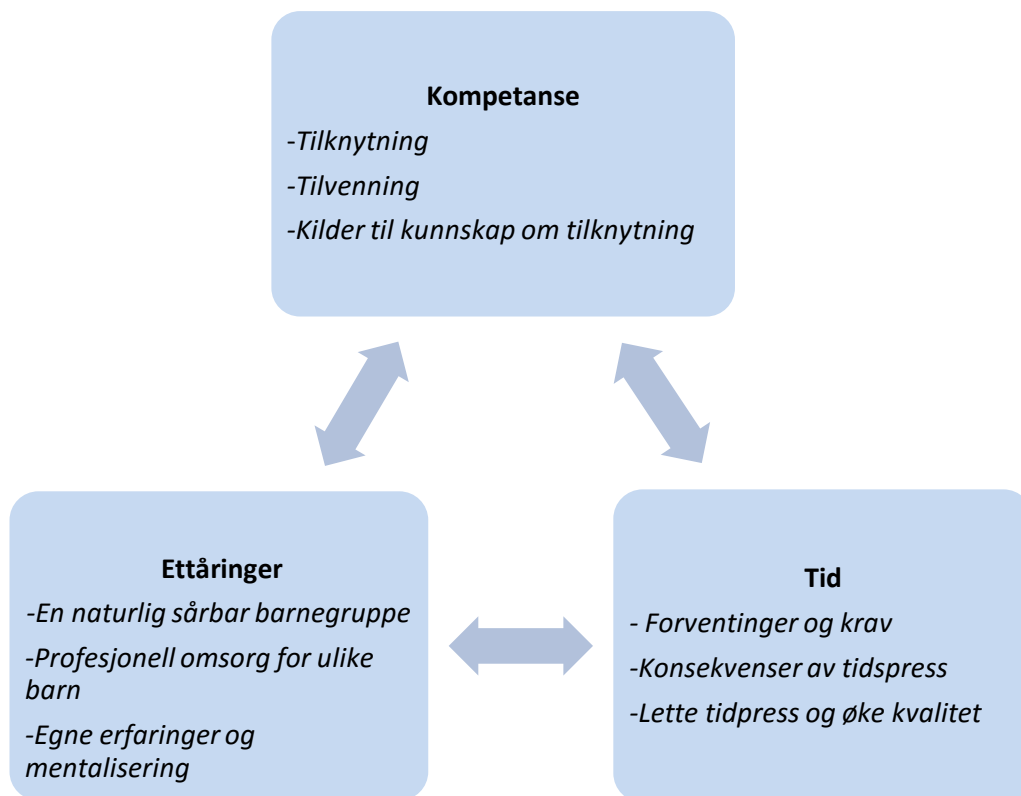 Kompetanse
-Tilknytning
-Tilvenning
-Kilder til kunnskap om tilknytning
Ettåringer
-En naturlig sårbar barnegruppe
-Profesjonell omsorg for ulike
barn
-Egne erfaringer og
mentalisering
Tid
- Forventinger og krav
-Konsekvenser av tidspress
-Lette tidpress og øke kvalitet